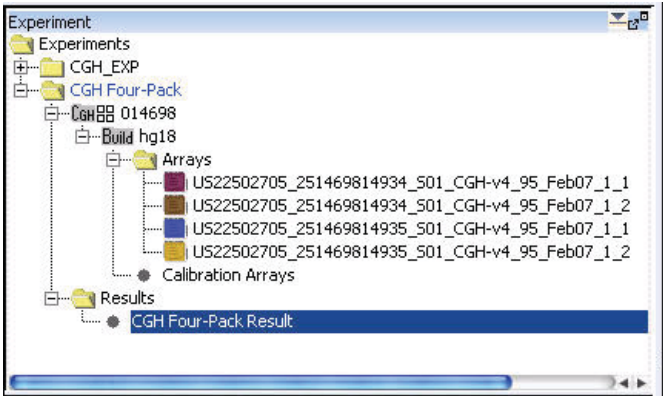 Experiment
Experiments
CGH_EXP
CGH Four-Pack
CGH 014698
Build hg18
Arrays
US22502705_251469814934_S01_CGH-v4_95_Feb07_1_1
US22502705_251469814934_S01_CGH-v4_95_Feb07_1_2
US22502705_251469814935_S01_CGH-v4_95_Feb07_1_1
US22502705_251469814935_S01_CGH-v4_95_Feb07_1_2
Calibration Arrays
Results
CGH Four-Pack Result